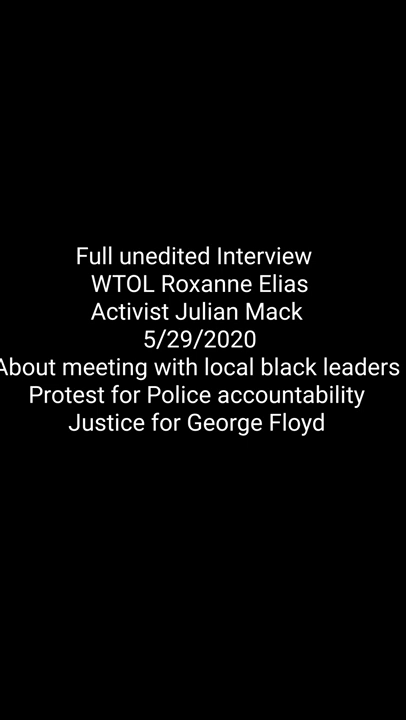 Full unedited Interview
WTOL Roxanne Elias
Activist Julian Mack
5/29/2020
About meeting with local black leaders
Protest for Police accountability
Justice for George Floyd